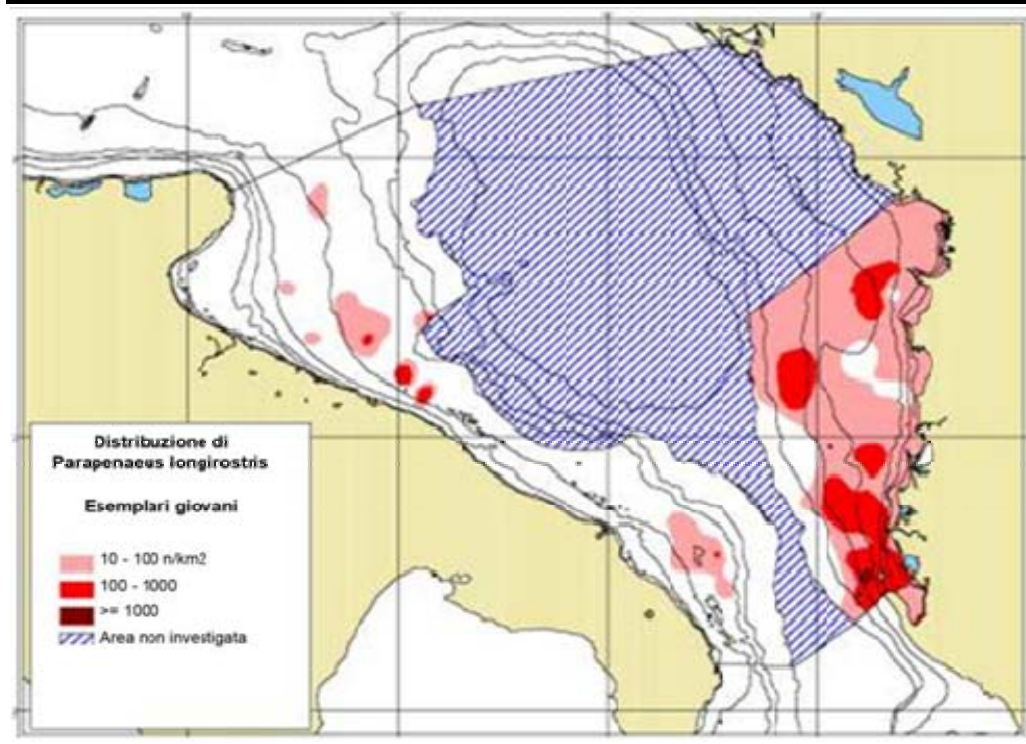 Distribuzione di
Parapenaeus longirostris
Esemplari giovani
10 - 100 n/km2
100 - 1000
>= 1000
Area non investigata